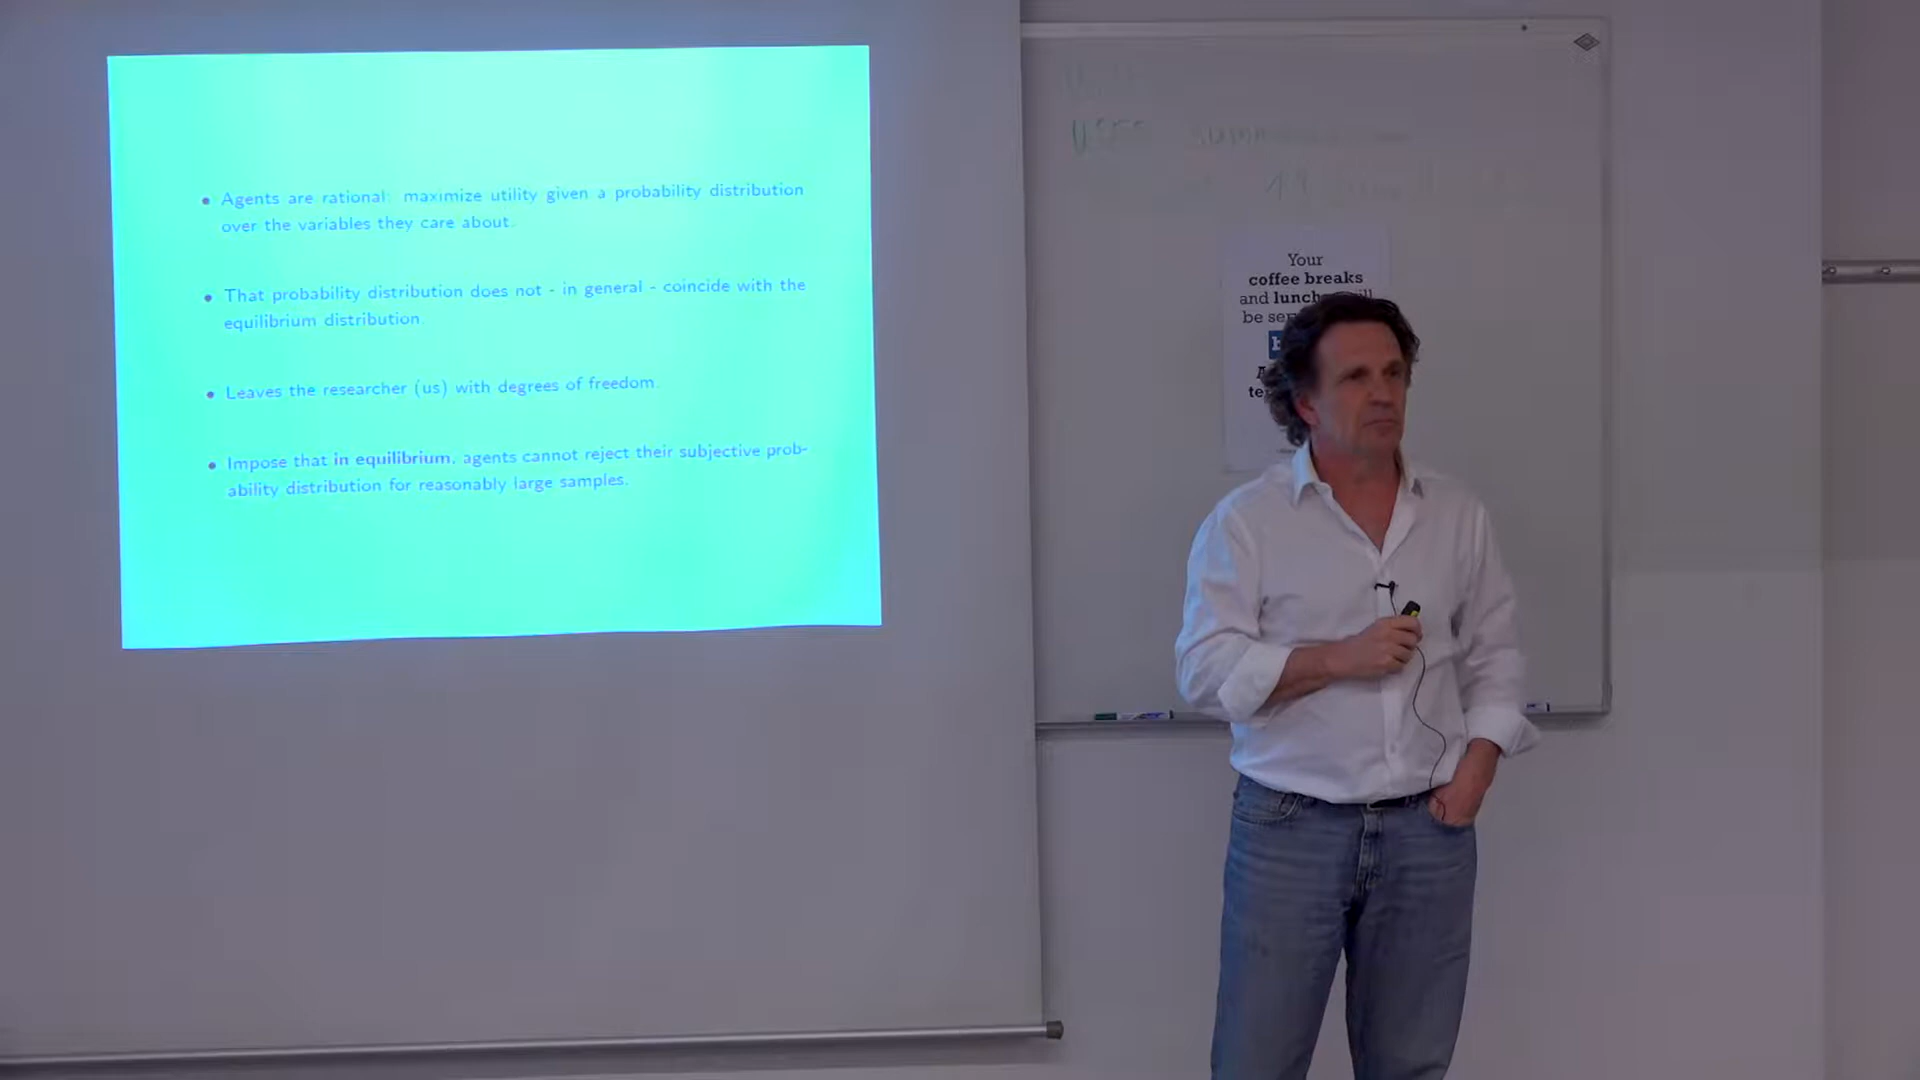 • Agents are rational: maximize utility given a probability distribution
over the variables they care about.
• That probability distribution does not - in general - coincide with the
equilibrium distribution.
• Leaves the researcher (us) with degrees of freedom.
• Impose that in equilibrium, agents cannot reject their subjective prob-
ability distribution for reasonably large samples.
Your
coffee breaks
and
be